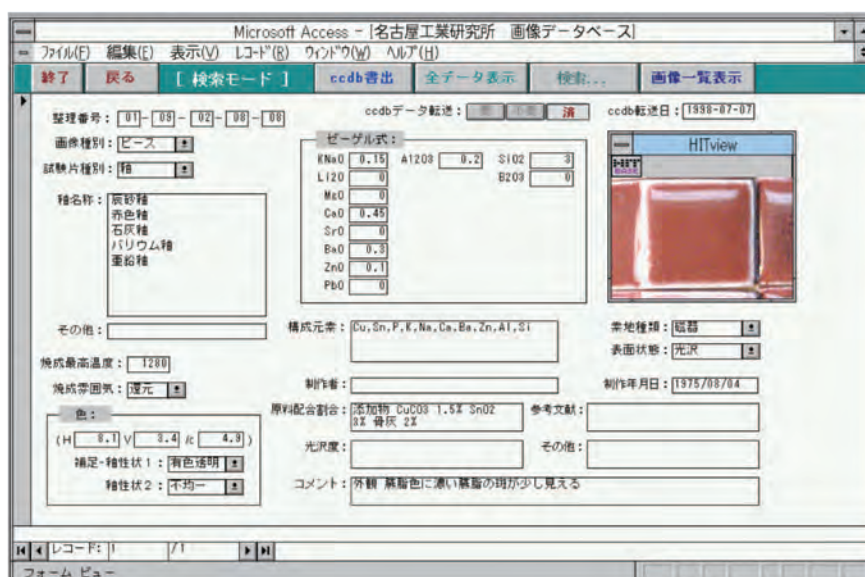 Microsoft Access - [名古屋工業研究所 画像データベース]
ファイル(F) 編集(E) 表示(V) レコード(R) ウィンドウ(W) ヘルプ(H)
終了 戻る [ 検索モード ] ccdb書出 全データ表示 検索... 画像一覧表示
整理番号: 01 - 09 - 02 - 08 - 08
ccdbデータ転送: 済
ccdb転送日: 1998-07-07
画像種別: ピース
試験片種別: 釉
釉名称: 辰砂釉
赤色釉
石灰釉
バリウム釉
亜鉛釉
その他:
ゼーゲル式:
KNaO 0.15 Al2O3 0.2 SiO2 3
Li2O 0 B2O3 0
MgO 0
CaO 0.45
SrO 0
BaO 0.3
ZnO 0.1
PbO 0
HITview
焼成最高温度: 1280
焼成雰囲気: 還元
色:
(H 8.1 V 3.4 /c 4.9 )
補足-釉性状1: 有色透明
釉性状2: 不均一
構成元素: Cu,Sn,P,K,Na,Ca,Ba,Zn,Al,Si
素地種類: 磁器
表面状態: 光沢
制作者:
制作年月日: 1975/08/04
原料配合割合: 添加物 CuCO3 1.5% SnO2
3% 骨灰 2%
参考文献:
光沢度:
その他:
コメント: 外観 臙脂色に濃い臙脂の斑が少し見える
レコード: 1 /1
フォーム ビュー